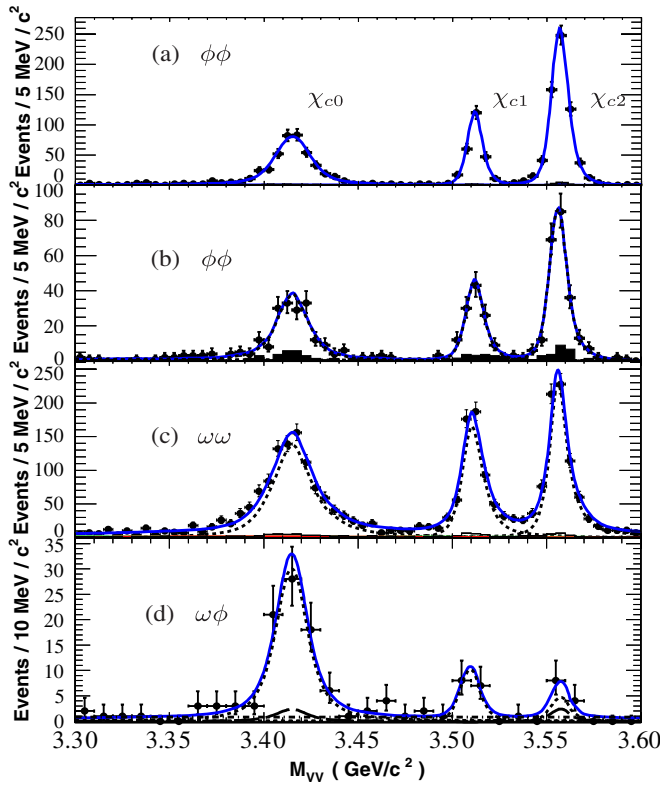 Events / 5 MeV / c²
250
200
150
100
50
0
(a) ϕϕ
χc0
χc1
χc2
Events / 5 MeV / c²
100
80
60
40
20
0
(b) ϕϕ
Events / 5 MeV / c²
250
200
150
100
50
0
(c) ωω
Events / 10 MeV / c²
35
30
25
20
15
10
5
0
(d) ωϕ
3.30 3.35 3.40 3.45 3.50 3.55 3.60
M_VV ( GeV/c² )